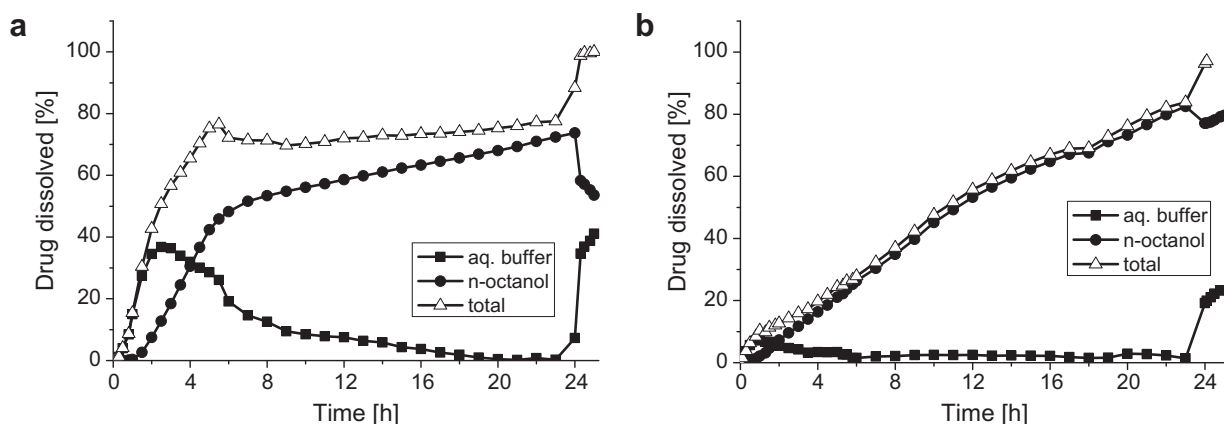 a
Drug dissolved [%]
100
80
60
40
20
0
aq. buffer
n-octanol
total
0 4 8 12 16 20 24
Time [h]
b
Drug dissolved [%]
100
80
60
40
20
0
aq. buffer
n-octanol
total
0 4 8 12 16 20 24
Time [h]